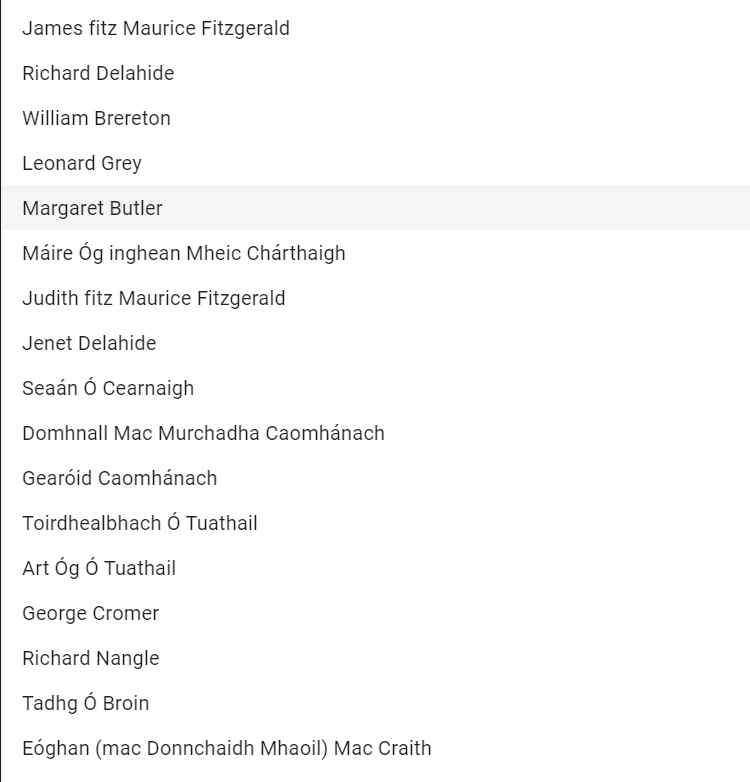 James fitz Maurice Fitzgerald
Richard Delahide
William Brereton
Leonard Grey
Margaret Butler
Máire Óg inghean Mheic Chárthaigh
Judith fitz Maurice Fitzgerald
Jenet Delahide
Seaán Ó Cearnaigh
Domhnall Mac Murchadha Caomhánach
Gearóid Caomhánach
Toirdhealbhach Ó Tuathail
Art Óg Ó Tuathail
George Cromer
Richard Nangle
Tadhg Ó Broin
Eóghan (mac Donnchaidh Mhaoil) Mac Craith